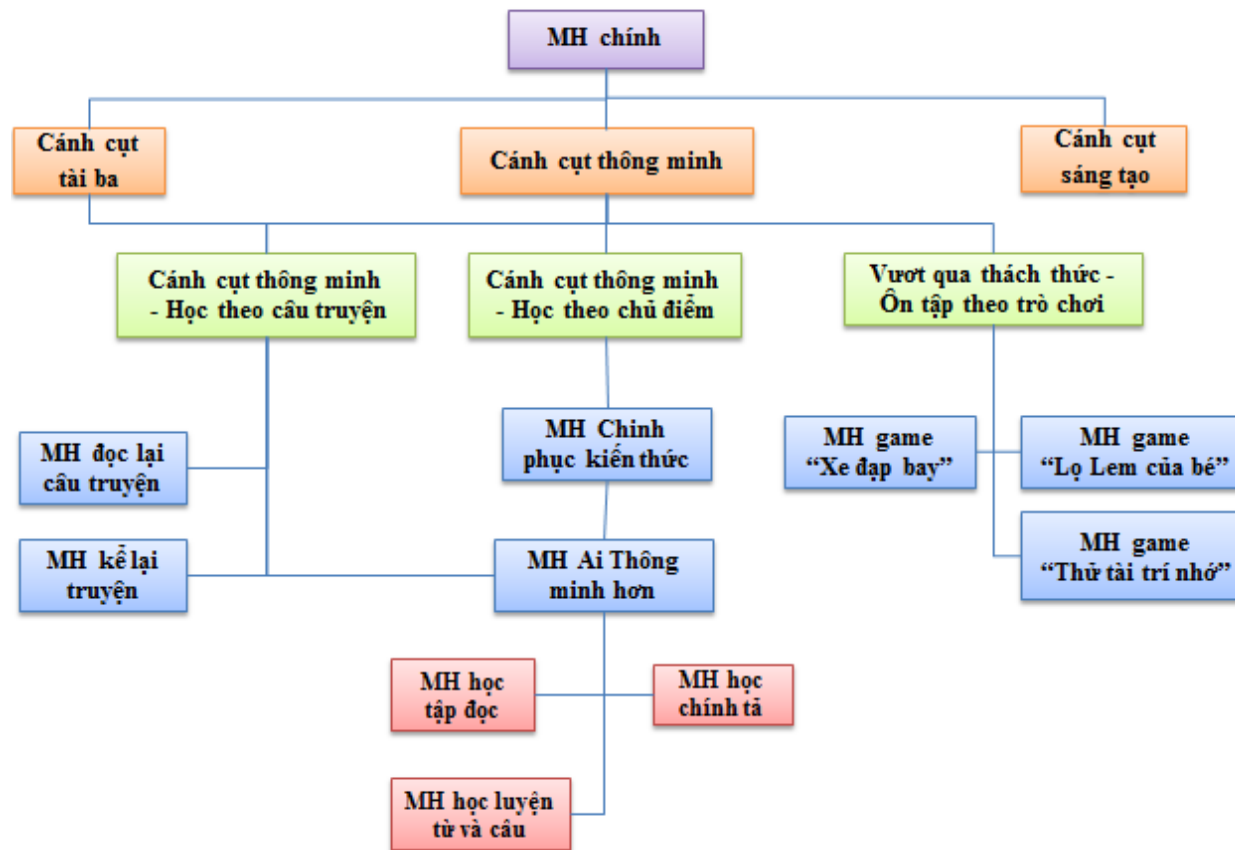 MH chính
Cánh cụt
tài ba
Cánh cụt thông minh
Cánh cụt
sáng tạo
Cánh cụt thông minh
- Học theo câu truyện
Cánh cụt thông minh
- Học theo chủ điểm
Vươt qua thách thức -
Ôn tập theo trò chơi
MH đọc lại
câu truyện
MH Chinh
phục kiến thức
MH game
“Xe đạp bay”
MH game
“Lọ Lem của bé”
MH kể lại
truyện
MH Ai Thông
minh hơn
MH game
“Thử tài trí nhớ”
MH học
tập đọc
MH học
chính tả
MH học luyện
từ và câu